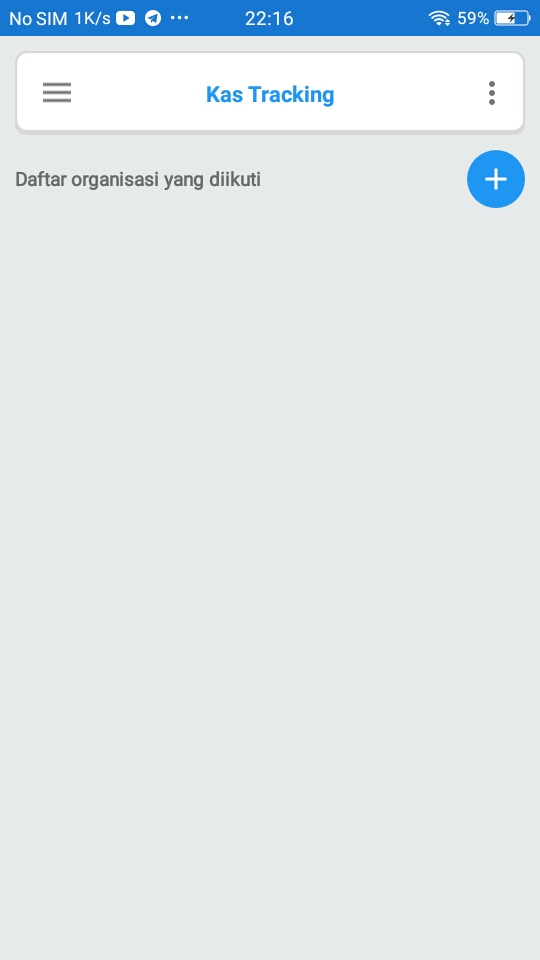 No SIM 1K/s 22:16 59%
Kas Tracking
Daftar organisasi yang diikuti